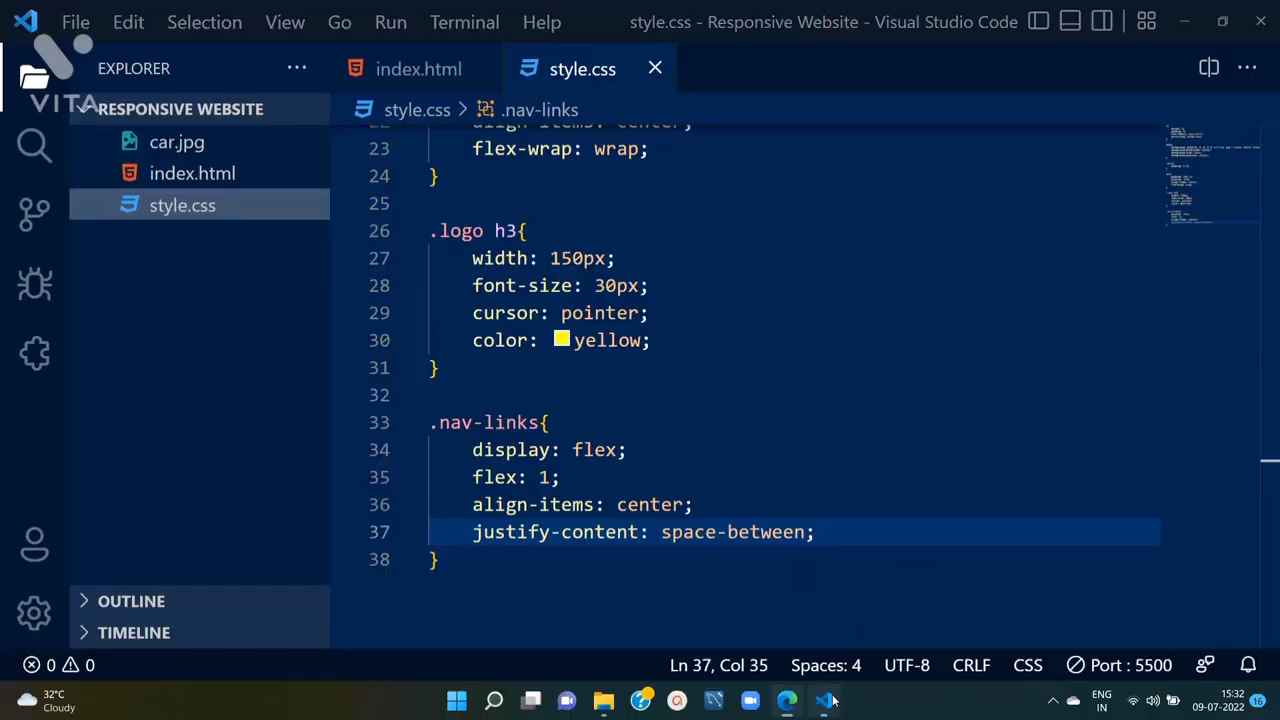 File Edit Selection View Go Run Terminal Help style.css - Responsive Website - Visual Studio Code
VITA
EXPLORER
index.html
style.css
RESPONSIVE WEBSITE
car.jpg
index.html
style.css
style.css > .nav-links
align-items: center;
23 flex-wrap: wrap;
24 }
25
26 .logo h3{
27 width: 150px;
28 font-size: 30px;
29 cursor: pointer;
30 color: yellow;
31 }
32
33 .nav-links{
34 display: flex;
35 flex: 1;
36 align-items: center;
37 justify-content: space-between;
38 }
OUTLINE
TIMELINE
0 0 Ln 37, Col 35 Spaces: 4 UTF-8 CRLF CSS Port : 5500
32°C
Cloudy
ENG
IN
15:32
09-07-2022
16